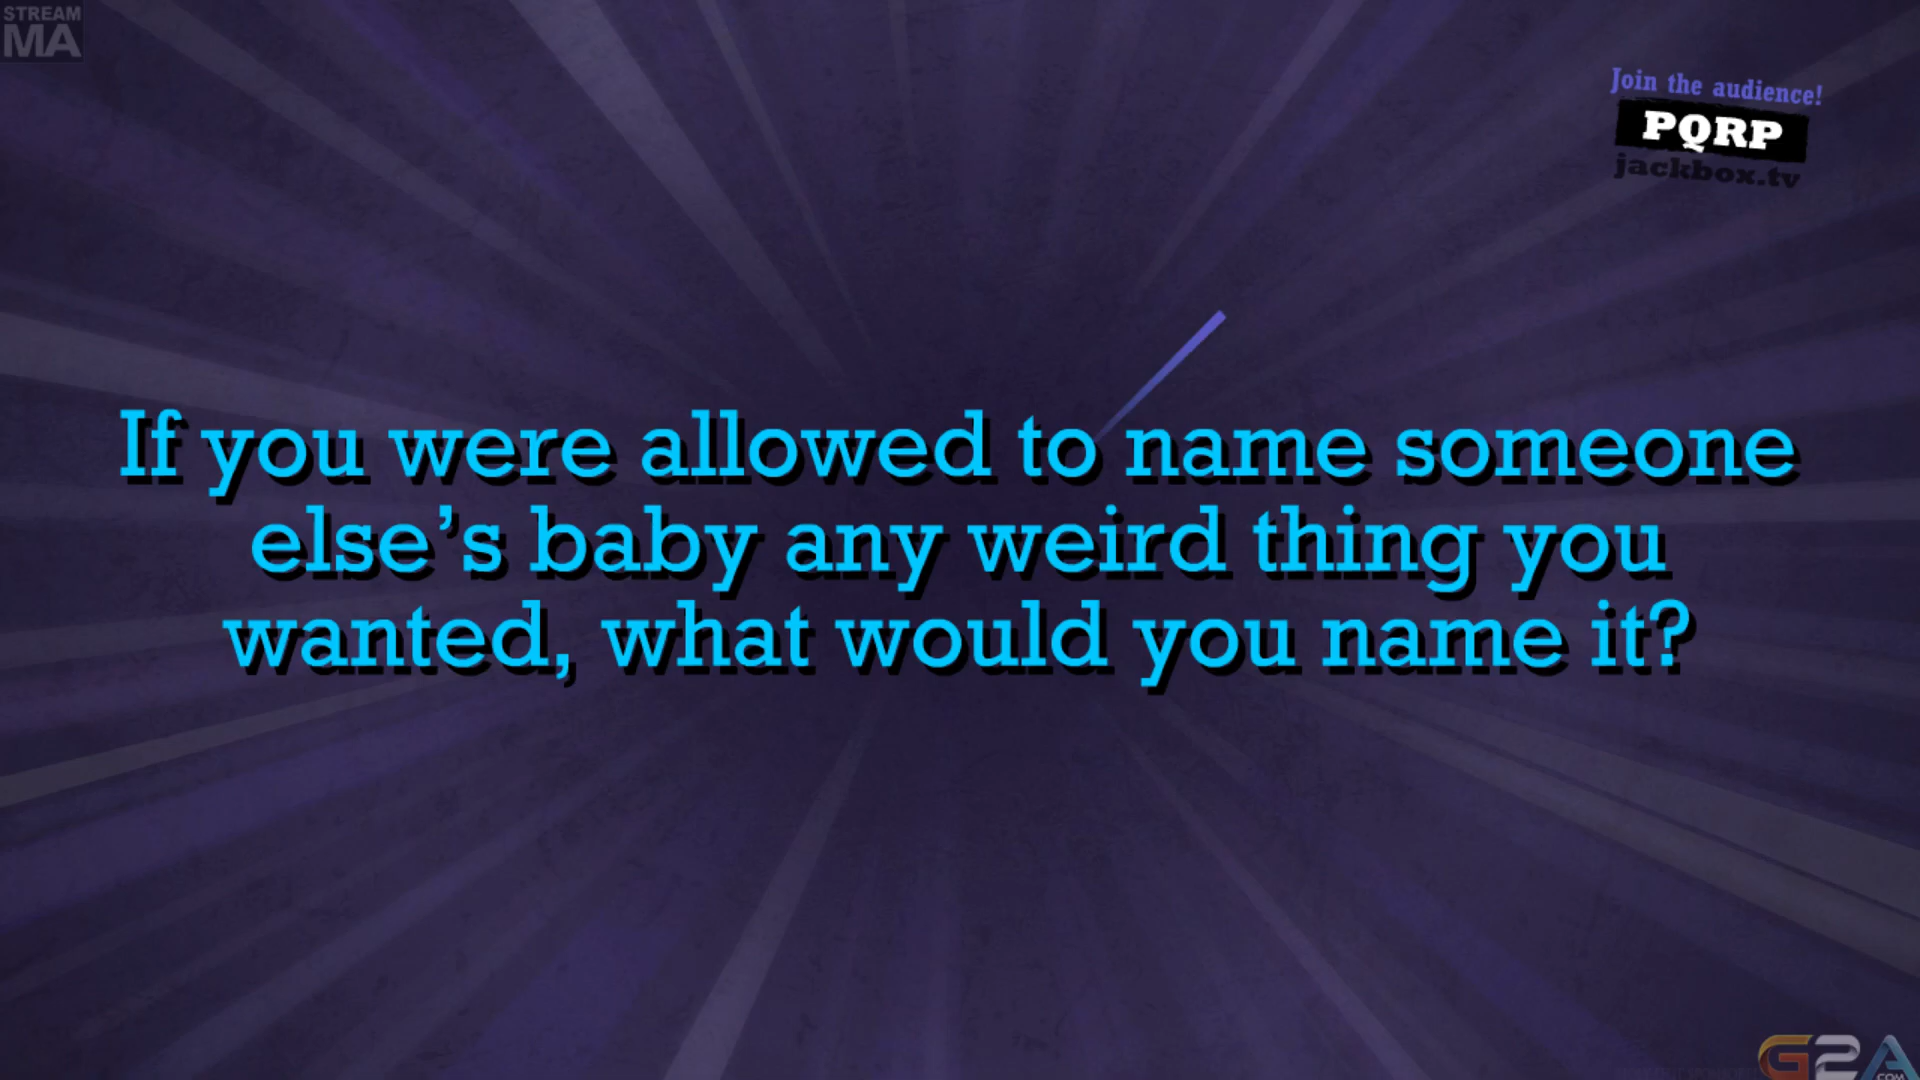 STREAM
MA
Join the audience!
PQRP
jackbox.tv
If you were allowed to name someone
else's baby any weird thing you
wanted, what would you name it?
G2A
.COM